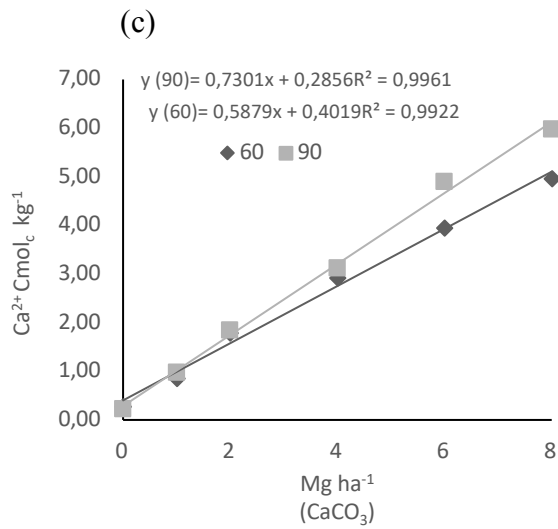 (c)
y (90)= 0,7301x + 0,2856R² = 0,9961
y (60)= 0,5879x + 0,4019R² = 0,9922
60 90
7,00
6,00
5,00
4,00
3,00
2,00
1,00
0,00
Ca²⁺ Cmol꜀ kg⁻¹
0 2 4 6 8
Mg ha⁻¹
(CaCO₃)